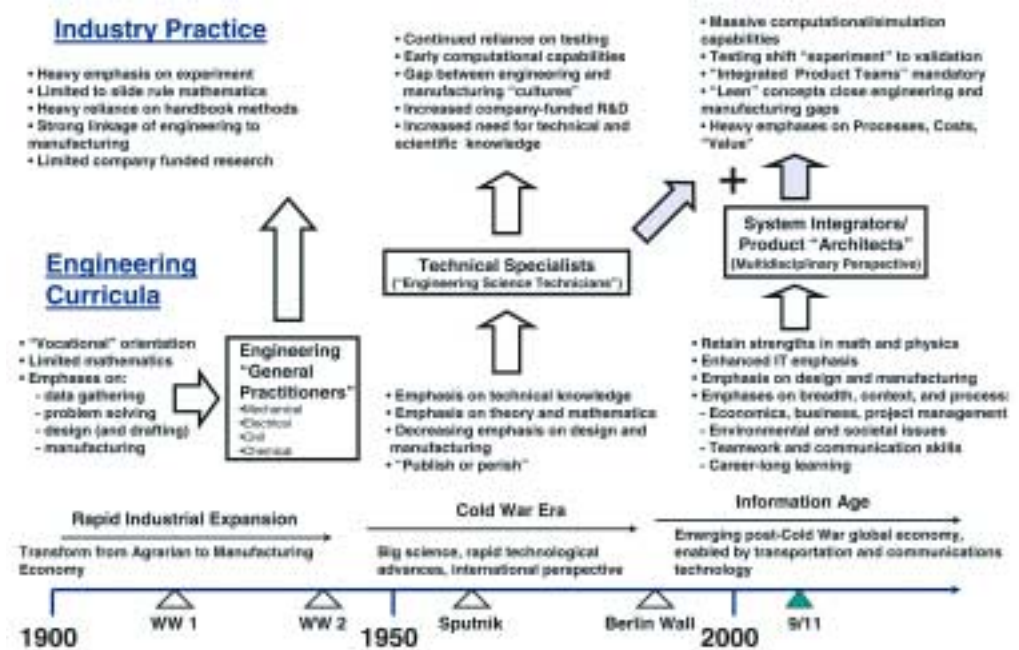 Industry Practice
• Heavy emphasis on experiment
• Limited to slide rule mathematics
• Heavy reliance on handbook methods
• Strong linkage of engineering to
manufacturing
• Limited company funded research
• Continued reliance on testing
• Early computational capabilities
• Gap between engineering and
manufacturing "cultures"
• Increased company-funded R&D
• Increased need for technical and
scientific knowledge
• Massive computational/simulation
capabilities
• Testing shift "experiment" to validation
• "Integrated Product Teams" mandatory
• "Lean" concepts close engineering and
manufacturing gaps
• Heavy emphases on Processes, Costs,
"Value"
+
Engineering
Curricula
• "Vocational" orientation
• Limited mathematics
• Emphases on:
- data gathering
- problem solving
- design (and drafting)
- manufacturing
Engineering
"General
Practitioners"
•Mechanical
•Electrical
•Civil
•Chemical
Technical Specialists
("Engineering Science Technicians")
• Emphasis on technical knowledge
• Emphasis on theory and mathematics
• Decreasing emphasis on design and
manufacturing
• "Publish or perish"
System Integrators/
Product "Architects"
(Multidisciplinary Perspective)
• Retain strengths in math and physics
• Enhanced IT emphasis
• Emphasis on design and manufacturing
• Emphases on breadth, context, and process:
- Economics, business, project management
- Environmental and societal issues
- Teamwork and communication skills
- Career-long learning
Rapid Industrial Expansion
Transform from Agrarian to Manufacturing
Economy
Cold War Era
Big science, rapid technological
advances, international perspective
Information Age
Emerging post-Cold War global economy,
enabled by transportation and communications
technology
1900
WW 1
WW 2
1950
Sputnik
Berlin Wall
2000
9/11